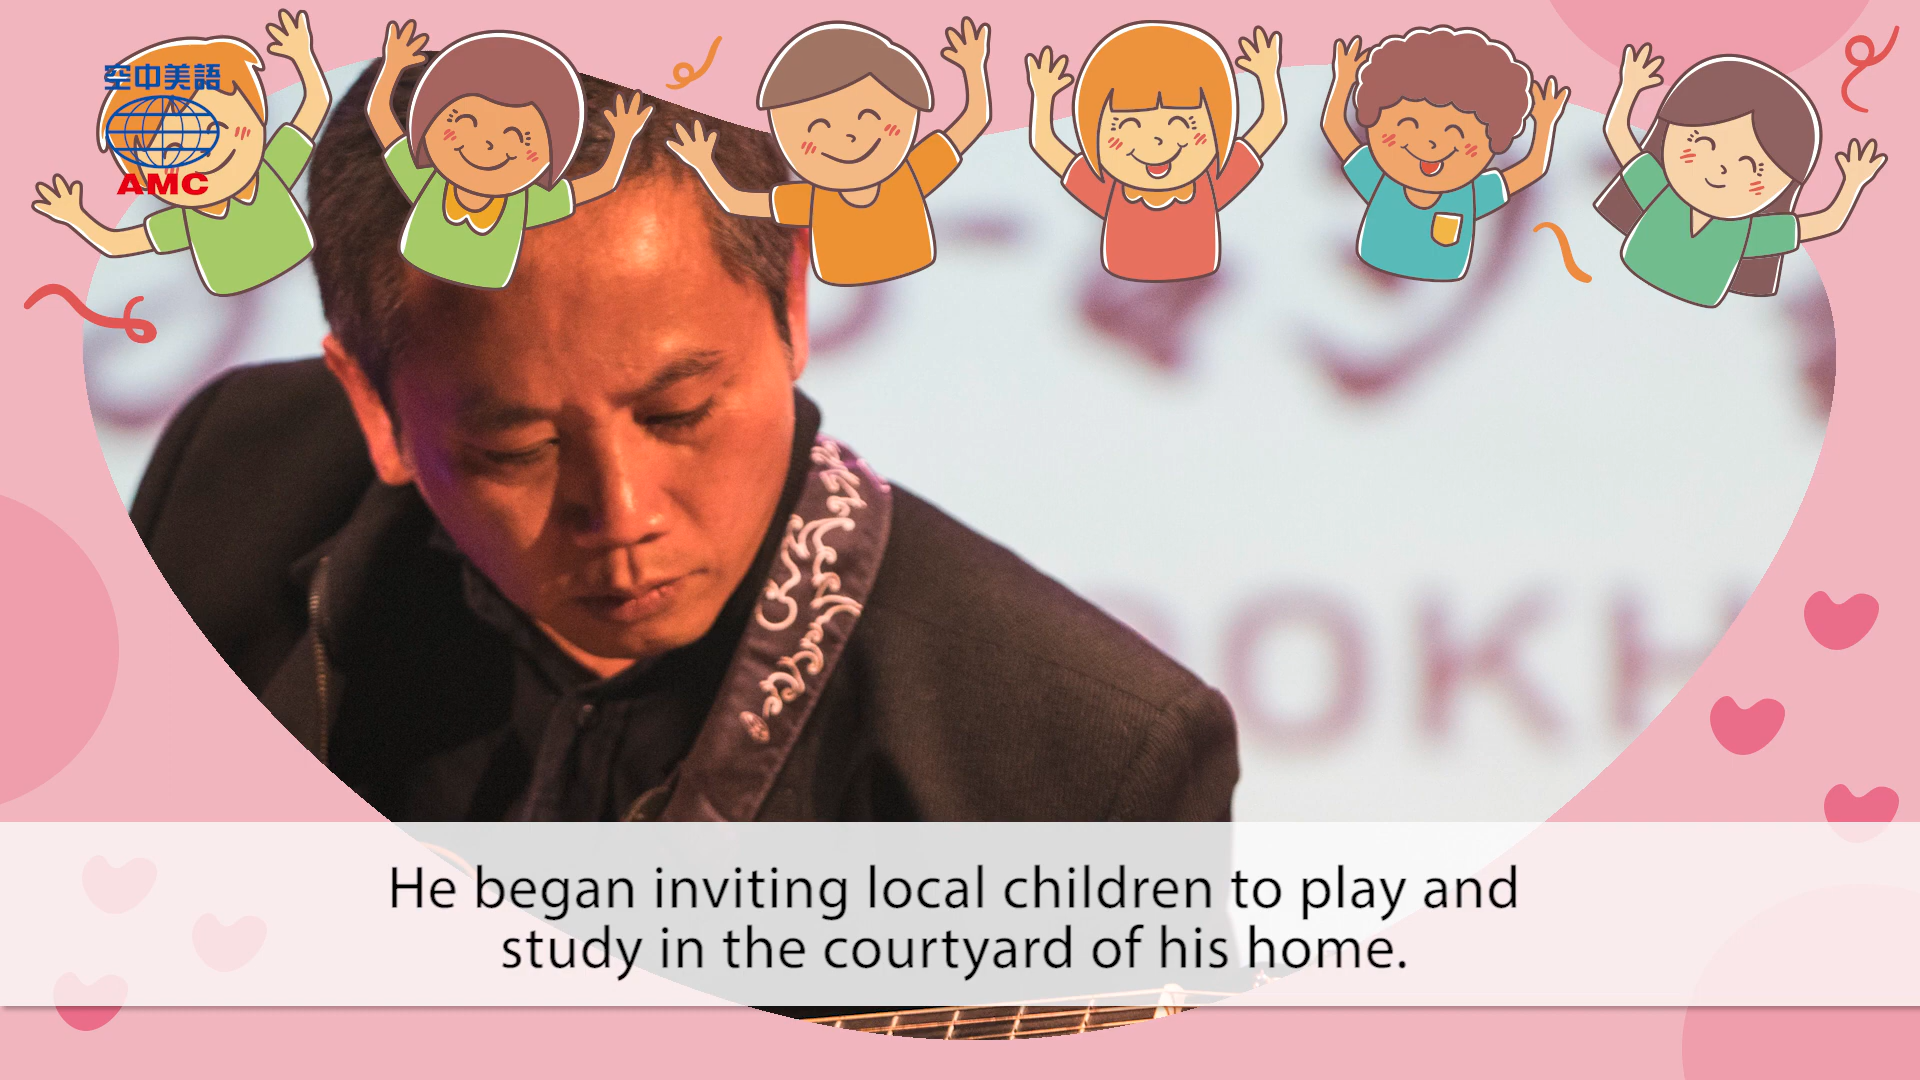 空中美語
AMC
OKH
He began inviting local children to play and
study in the courtyard of his home.